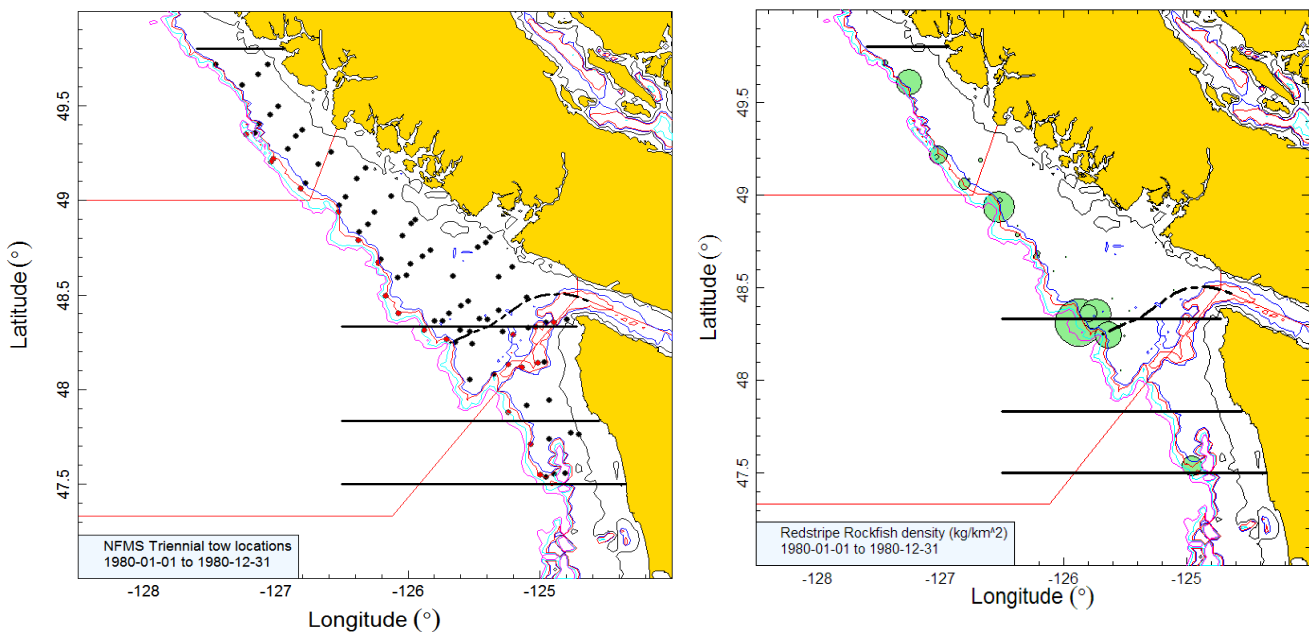 49.5
49
48.5
48
47.5
Latitude (°)
NFMS Triennial tow locations
1980-01-01 to 1980-12-31
-128
-127
-126
-125
Longitude (°)
49.5
49
48.5
48
47.5
Latitude (°)
Redstripe Rockfish density (kg/km^2)
1980-01-01 to 1980-12-31
-128
-127
-126
-125
Longitude (°)